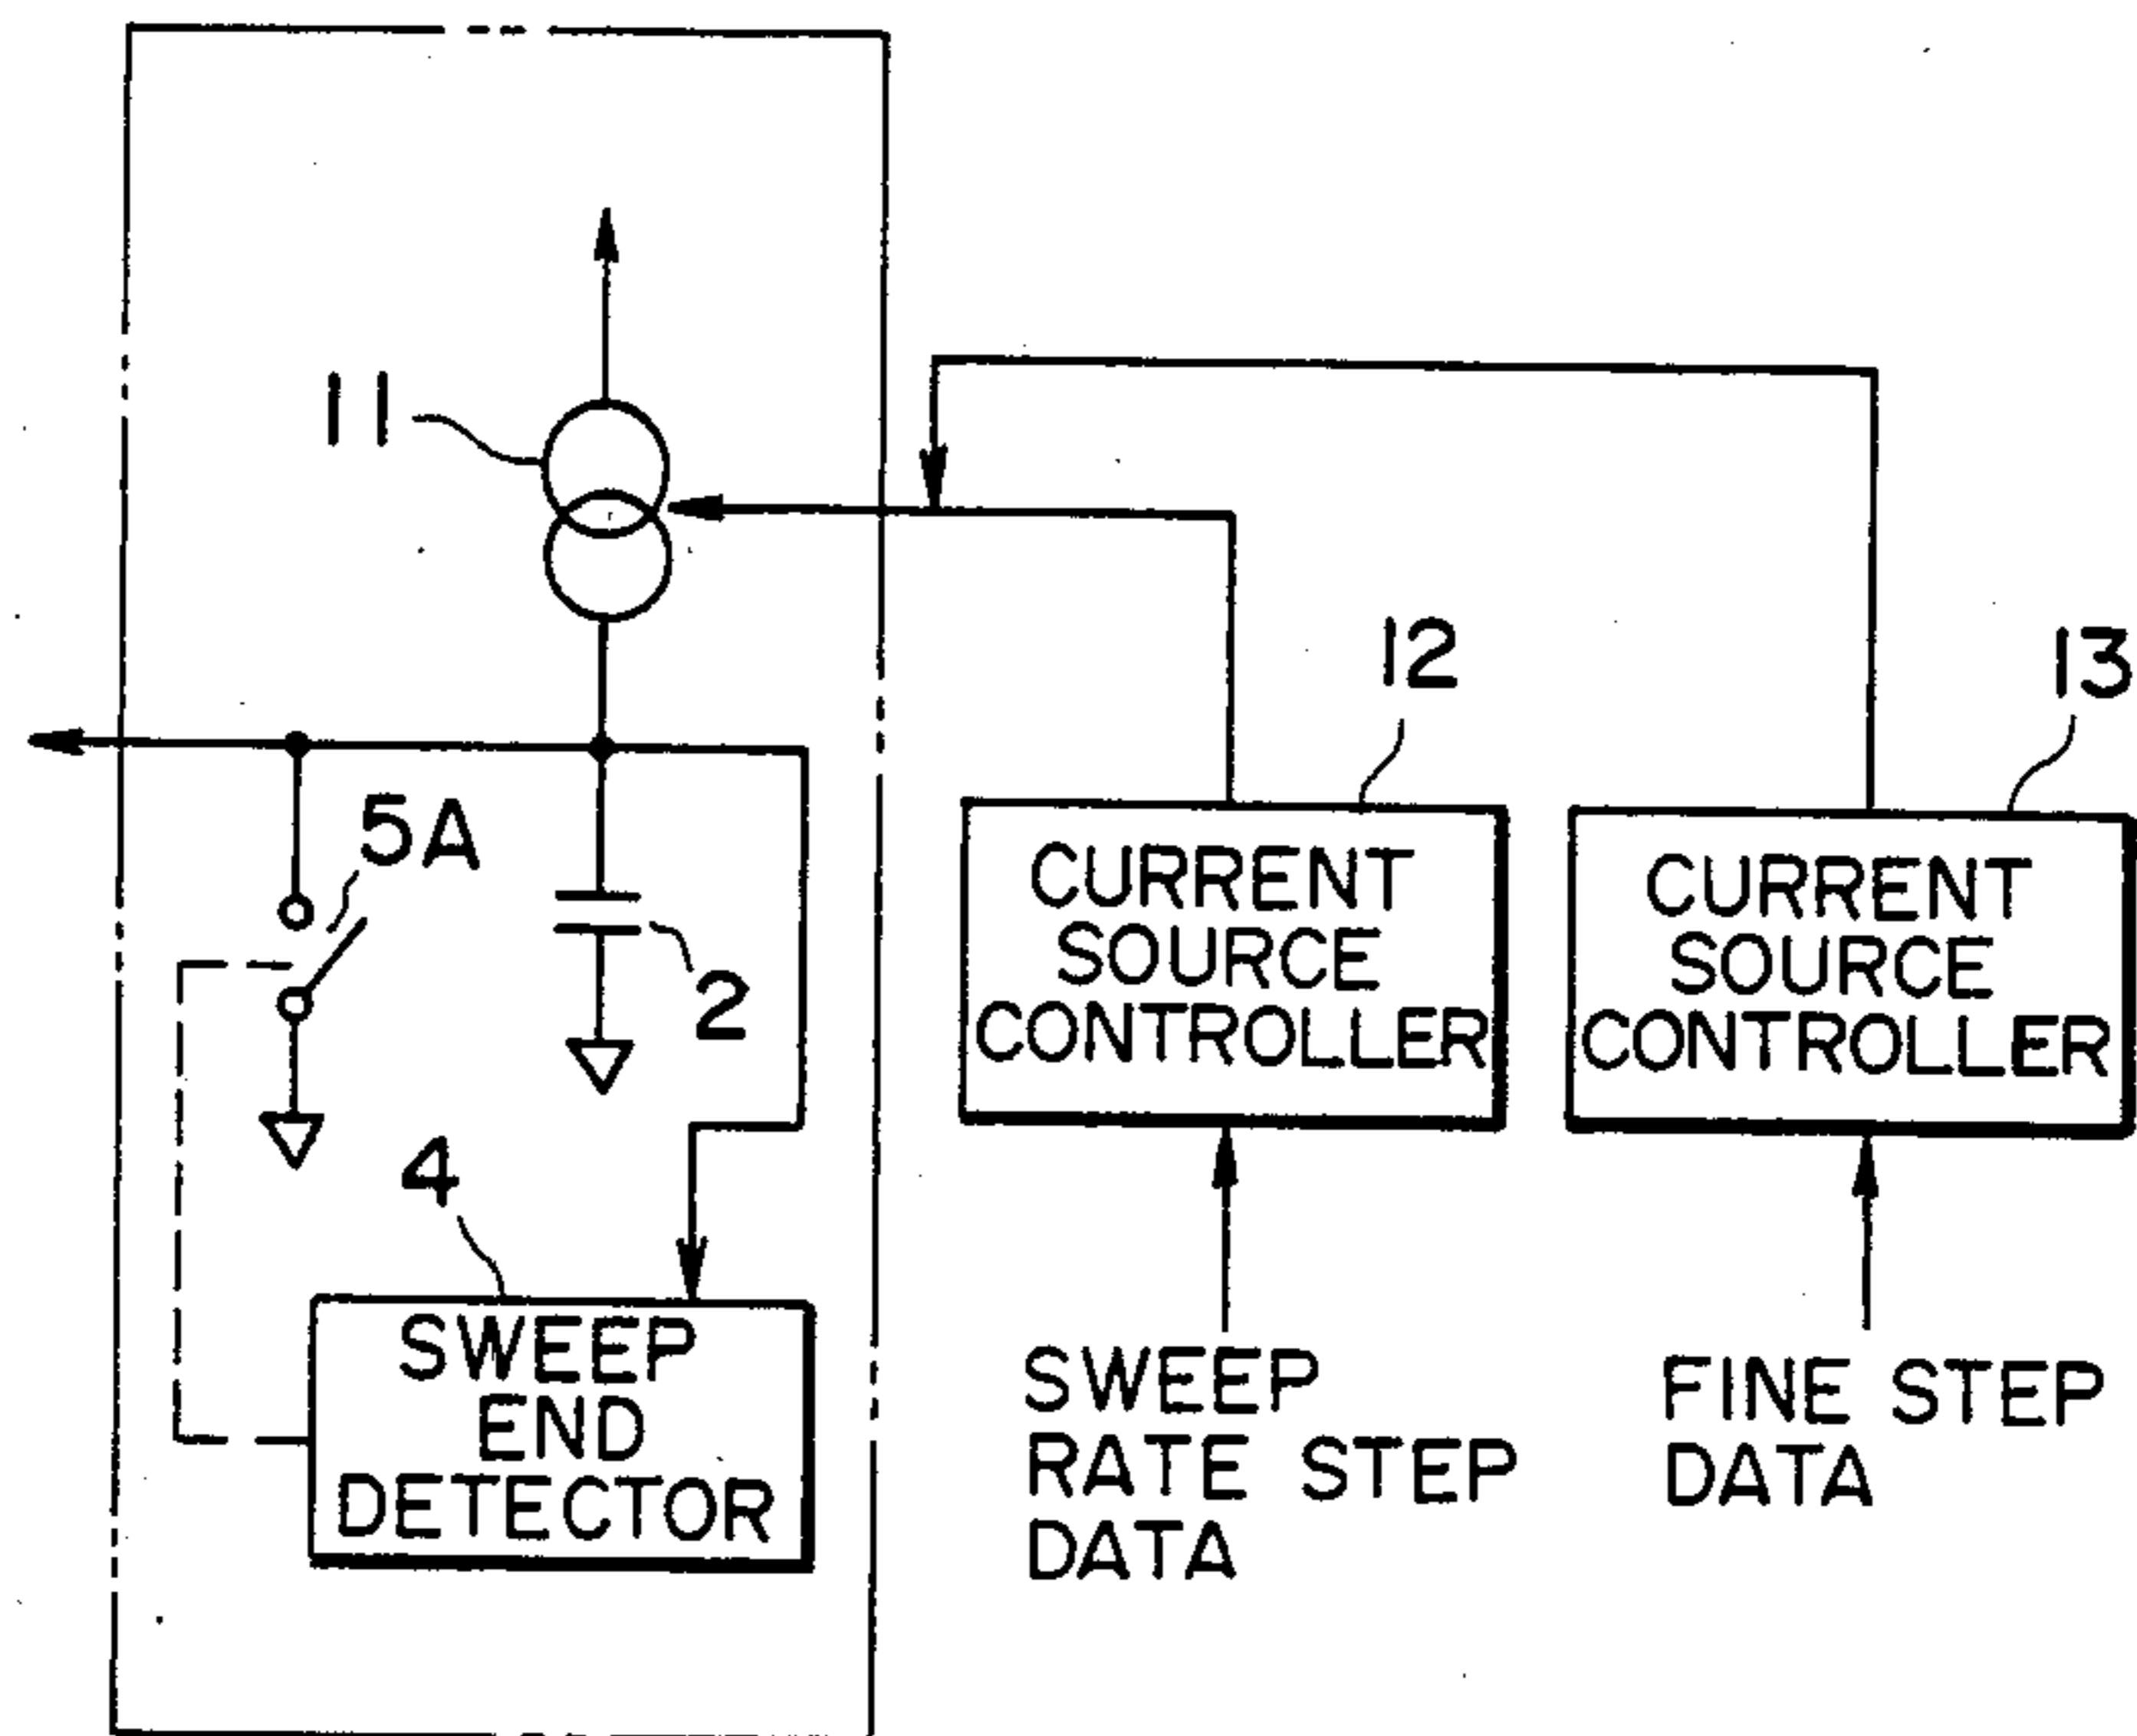 11
12
13
5A
CURRENT
SOURCE
CONTROLLER
CURRENT
SOURCE
CONTROLLER
2
4
SWEEP
END
DETECTOR
SWEEP
RATE STEP
DATA
FINE STEP
DATA